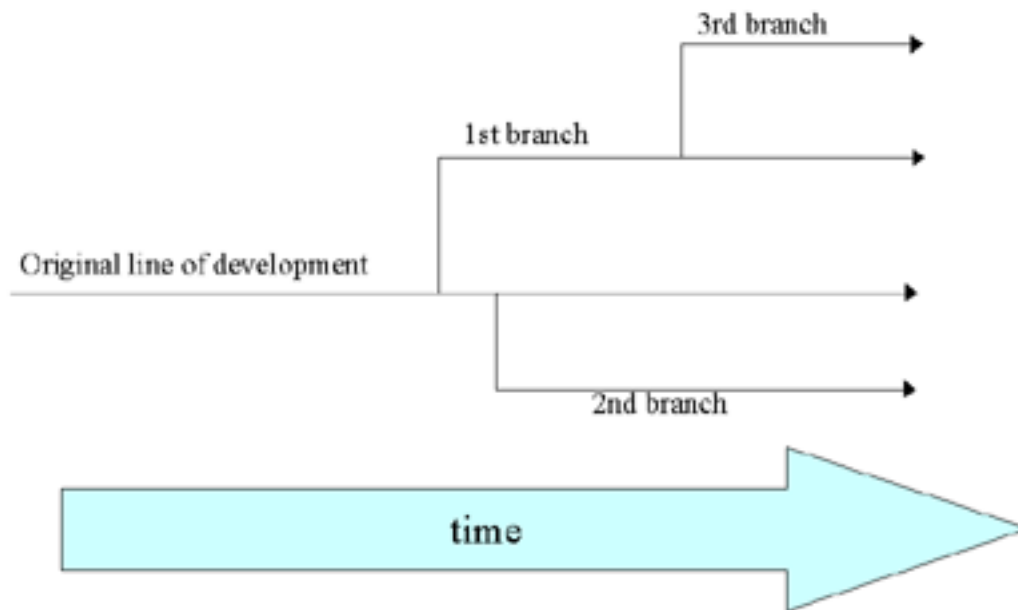 3rd branch
1st branch
Original line of development
2nd branch
time